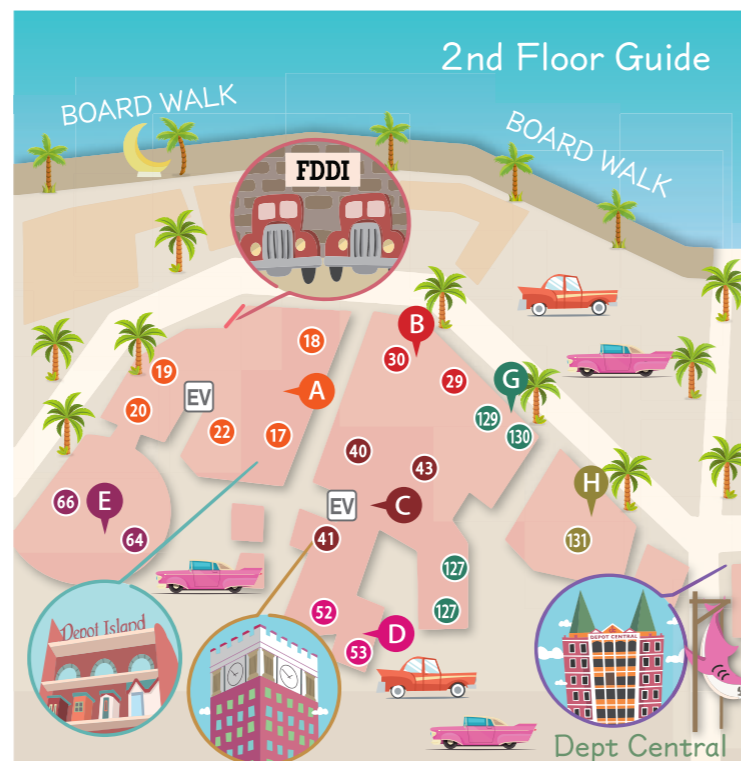 2nd Floor Guide
BOARD WALK
BOARD WALK
FDDI
B
18
30
19
A
29
G
EV
20
129
22
17
130
40
43
H
66
E
EV
C
64
41
131
127
52
127
D
53
Depot Island
DEPOT CENTRAL
Dept Central